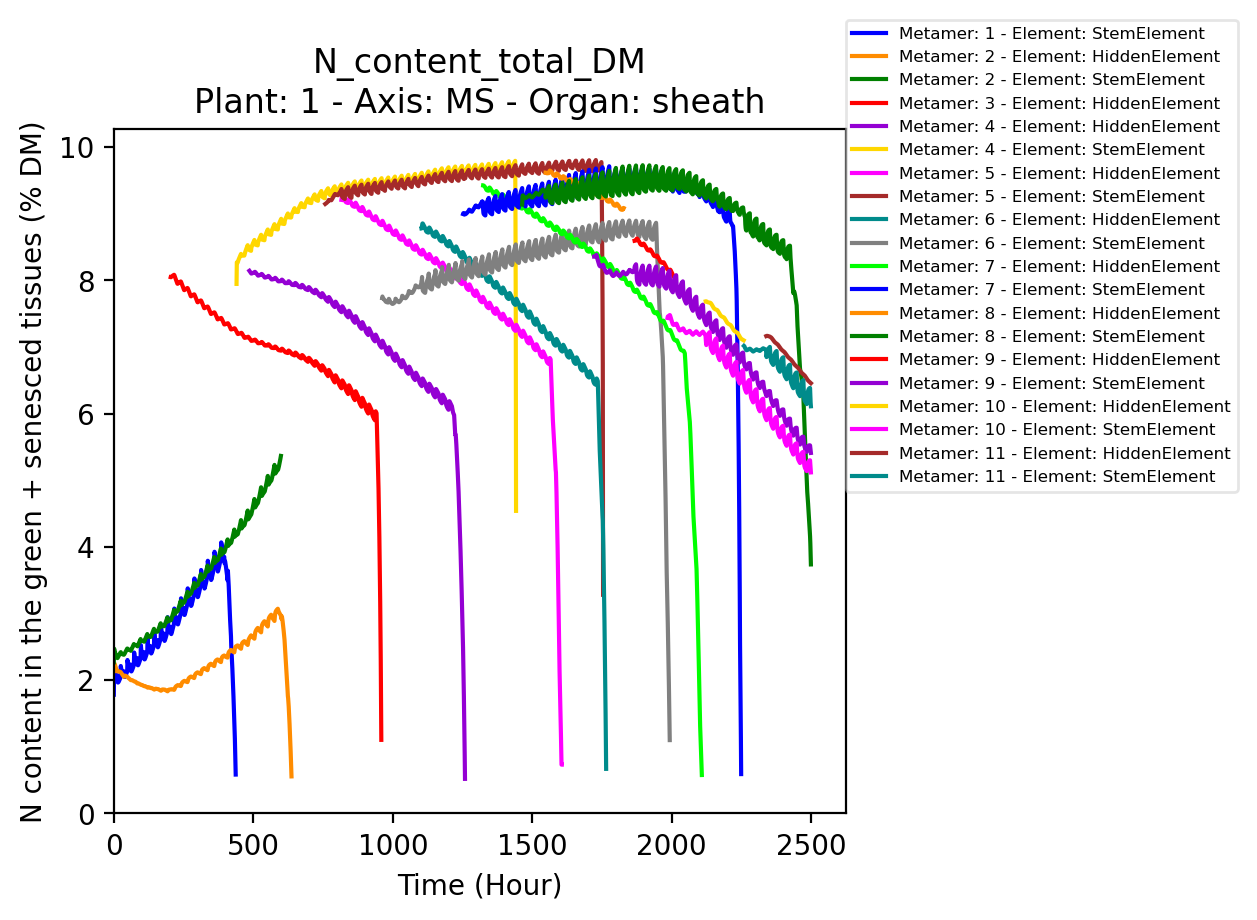 N_content_total_DM
Plant: 1 - Axis: MS - Organ: sheath
N content in the green + senesced tissues (% DM)
10
8
6
4
2
0
0
500
1000
1500
2000
2500
Time (Hour)
Metamer: 1 - Element: StemElement
Metamer: 2 - Element: HiddenElement
Metamer: 2 - Element: StemElement
Metamer: 3 - Element: HiddenElement
Metamer: 4 - Element: HiddenElement
Metamer: 4 - Element: StemElement
Metamer: 5 - Element: HiddenElement
Metamer: 5 - Element: StemElement
Metamer: 6 - Element: HiddenElement
Metamer: 6 - Element: StemElement
Metamer: 7 - Element: HiddenElement
Metamer: 7 - Element: StemElement
Metamer: 8 - Element: HiddenElement
Metamer: 8 - Element: StemElement
Metamer: 9 - Element: HiddenElement
Metamer: 9 - Element: StemElement
Metamer: 10 - Element: HiddenElement
Metamer: 10 - Element: StemElement
Metamer: 11 - Element: HiddenElement
Metamer: 11 - Element: StemElement